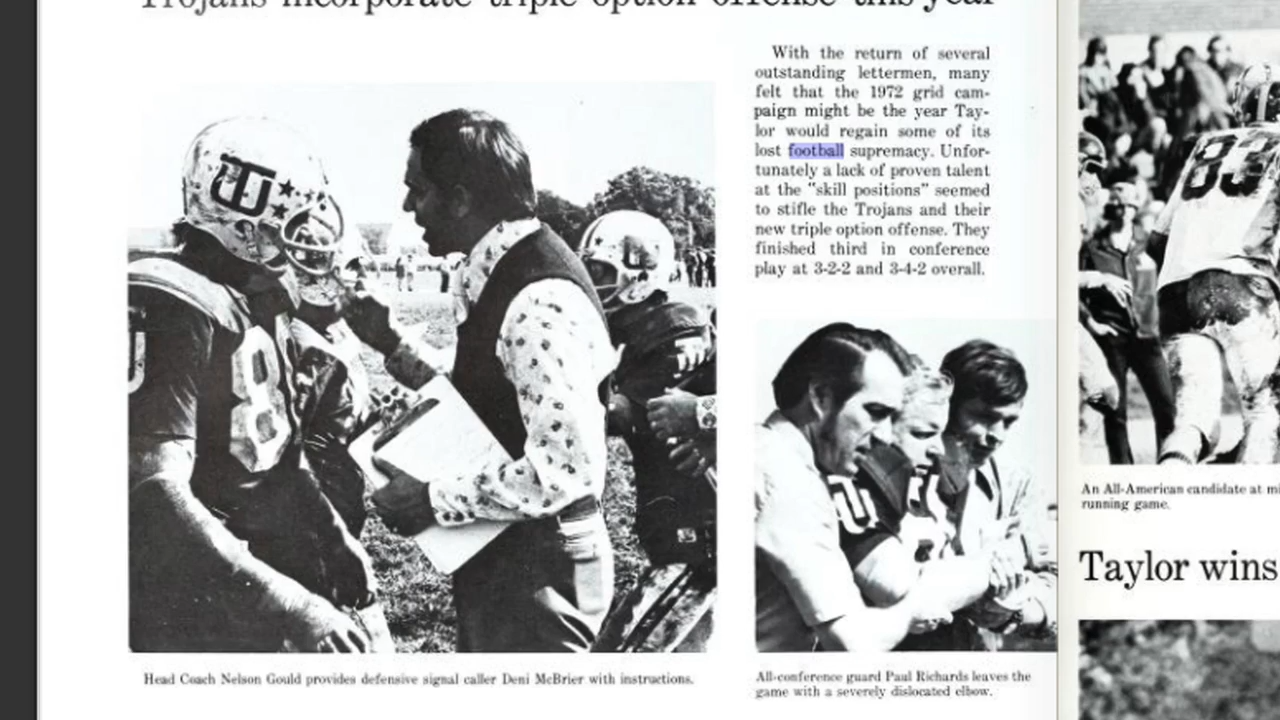 Trojans incorporate triple option offense this year
With the return of several
outstanding lettermen, many
felt that the 1972 grid cam-
paign might be the year Tay-
lor would regain some of its
lost football supremacy. Unfor-
tunately a lack of proven talent
at the "skill positions" seemed
to stifle the Trojans and their
new triple option offense. They
finished third in conference
play at 3-2-2 and 3-4-2 overall.
Head Coach Nelson Gould provides defensive signal caller Deni McBrier with instructions.
All-conference guard Paul Richards leaves the
game with a severely dislocated elbow.
83
An All-American candidate at mi
running game.
Taylor wins